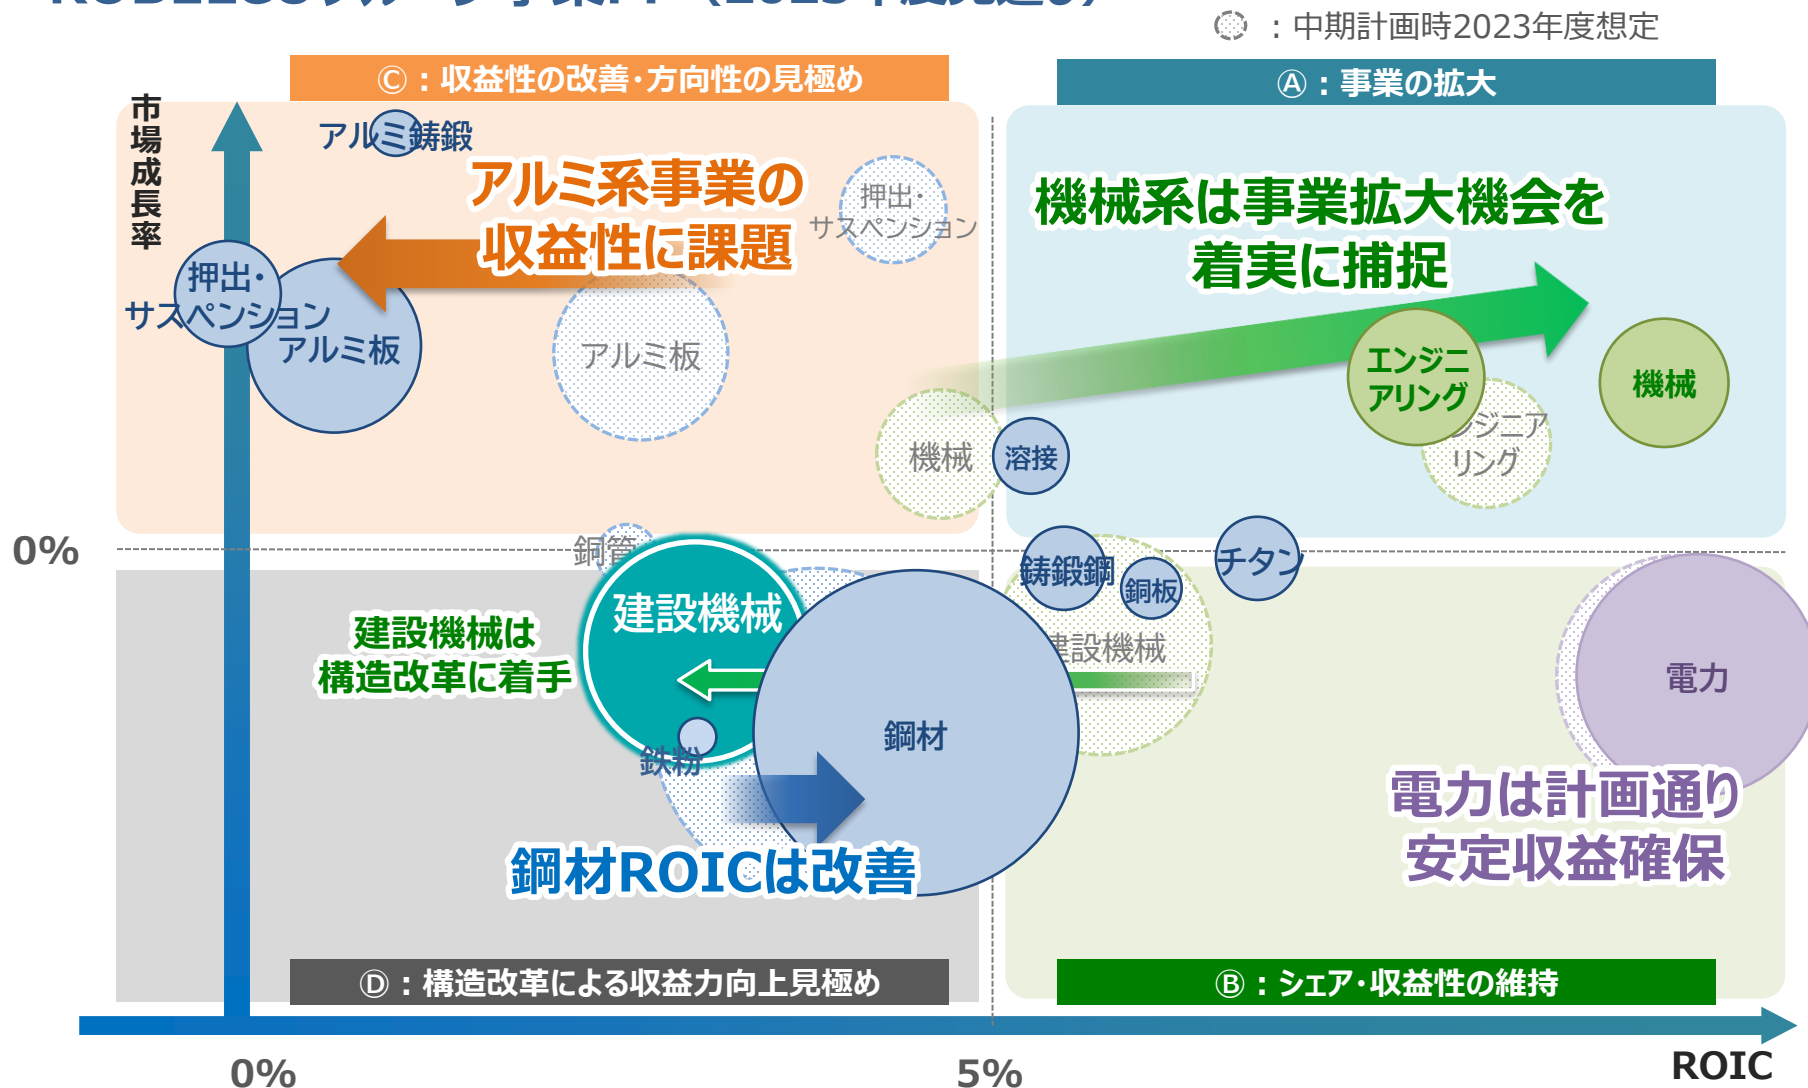 ：中期計画時2023年度想定
Ⓒ：収益性の改善・方向性の見極め
Ⓐ：事業の拡大
市場成長率
アルミ鋳鍛
アルミ系事業の
収益性に課題
押出・
サスペンション
機械系は事業拡大機会を
着実に捕捉
押出・
サスペンション
アルミ板
アルミ板
エンジニ
アリング
機械
ンジニア
リング
機械
溶接
0%
銅管
建設機械
鋳鍛鋼
銅板
チタン
建設機械は
構造改革に着手
建設機械
電力
鋼材
鉄粉
電力は計画通り
安定収益確保
鋼材ROICは改善
Ⓓ：構造改革による収益力向上見極め
Ⓑ：シェア・収益性の維持
0%
5%
ROIC